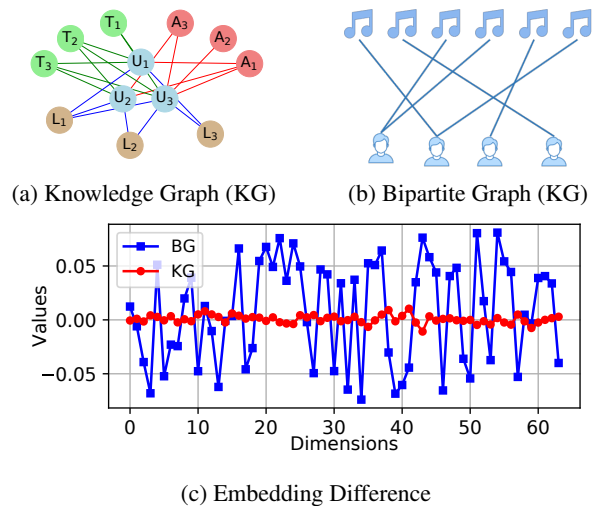 T₁
A₃
T₂
A₂
T₃
U₁
A₁
U₂
U₃
L₁
L₂
L₃
(a) Knowledge Graph (KG)
(b) Bipartite Graph (KG)
BG
KG
Values
0.05
0.00
−0.05
0 10 20 30 40 50 60
Dimensions
(c) Embedding Difference